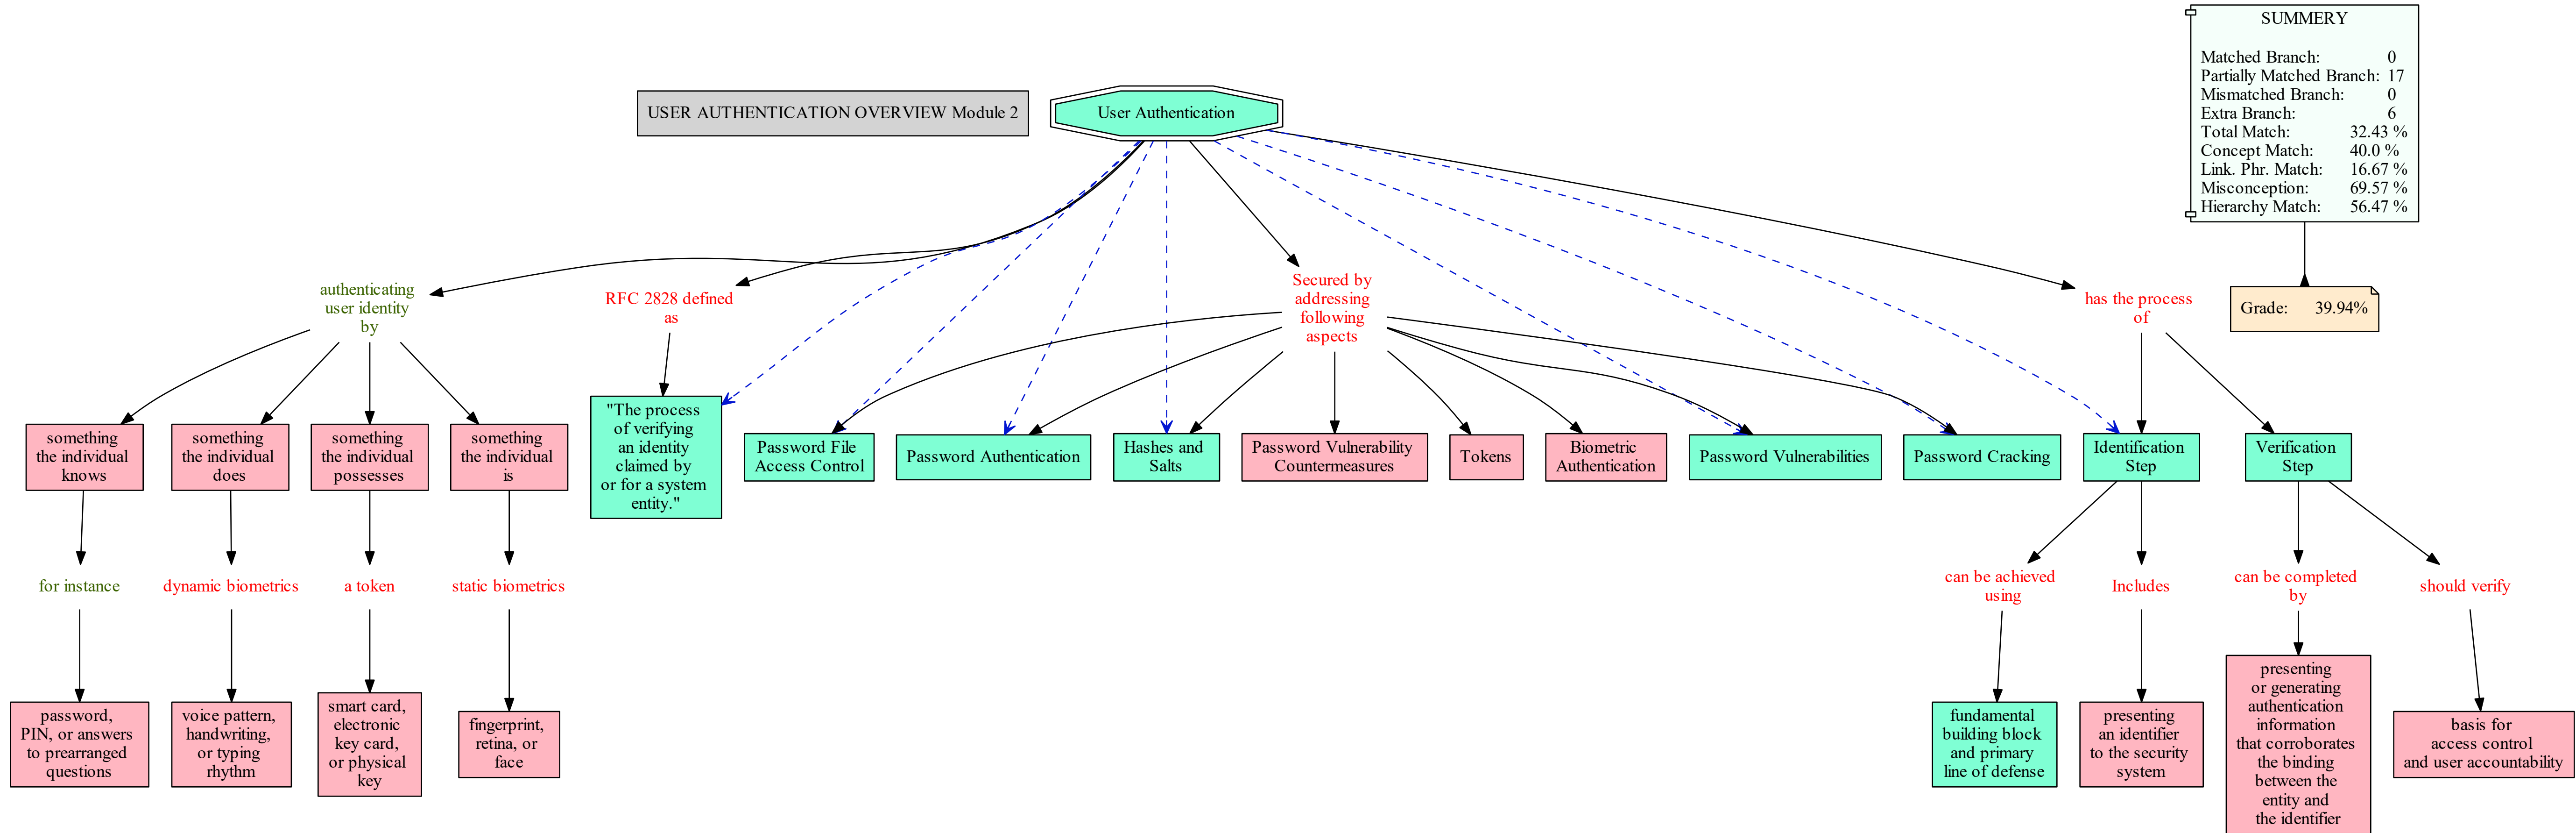 SUMMERY
Matched Branch: 0
Partially Matched Branch: 17
Mismatched Branch: 0
Extra Branch: 6
Total Match: 32.43 %
Concept Match: 40.0 %
Link. Phr. Match: 16.67 %
Misconception: 69.57 %
Hierarchy Match: 56.47 %
USER AUTHENTICATION OVERVIEW Module 2
User Authentication
Grade: 39.94%
authenticating
user identity
by
RFC 2828 defined
as
Secured by
addressing
following
aspects
has the process
of
something
the individual
knows
something
the individual
does
something
the individual
possesses
something
the individual
is
"The process
of verifying
an identity
claimed by
or for a system
entity."
Password File
Access Control
Password Authentication
Hashes and
Salts
Password Vulnerability
Countermeasures
Tokens
Biometric
Authentication
Password Vulnerabilities
Password Cracking
Identification
Step
Verification
Step
for instance
dynamic biometrics
a token
static biometrics
can be achieved
using
Includes
can be completed
by
should verify
password,
PIN, or answers
to prearranged
questions
voice pattern,
handwriting,
or typing
rhythm
smart card,
electronic
key card,
or physical
key
fingerprint,
retina, or
face
fundamental
building block
and primary
line of defense
presenting
an identifier
to the security
system
presenting
or generating
authentication
information
that corroborates
the binding
between the
entity and
the identifier
basis for
access control
and user accountability